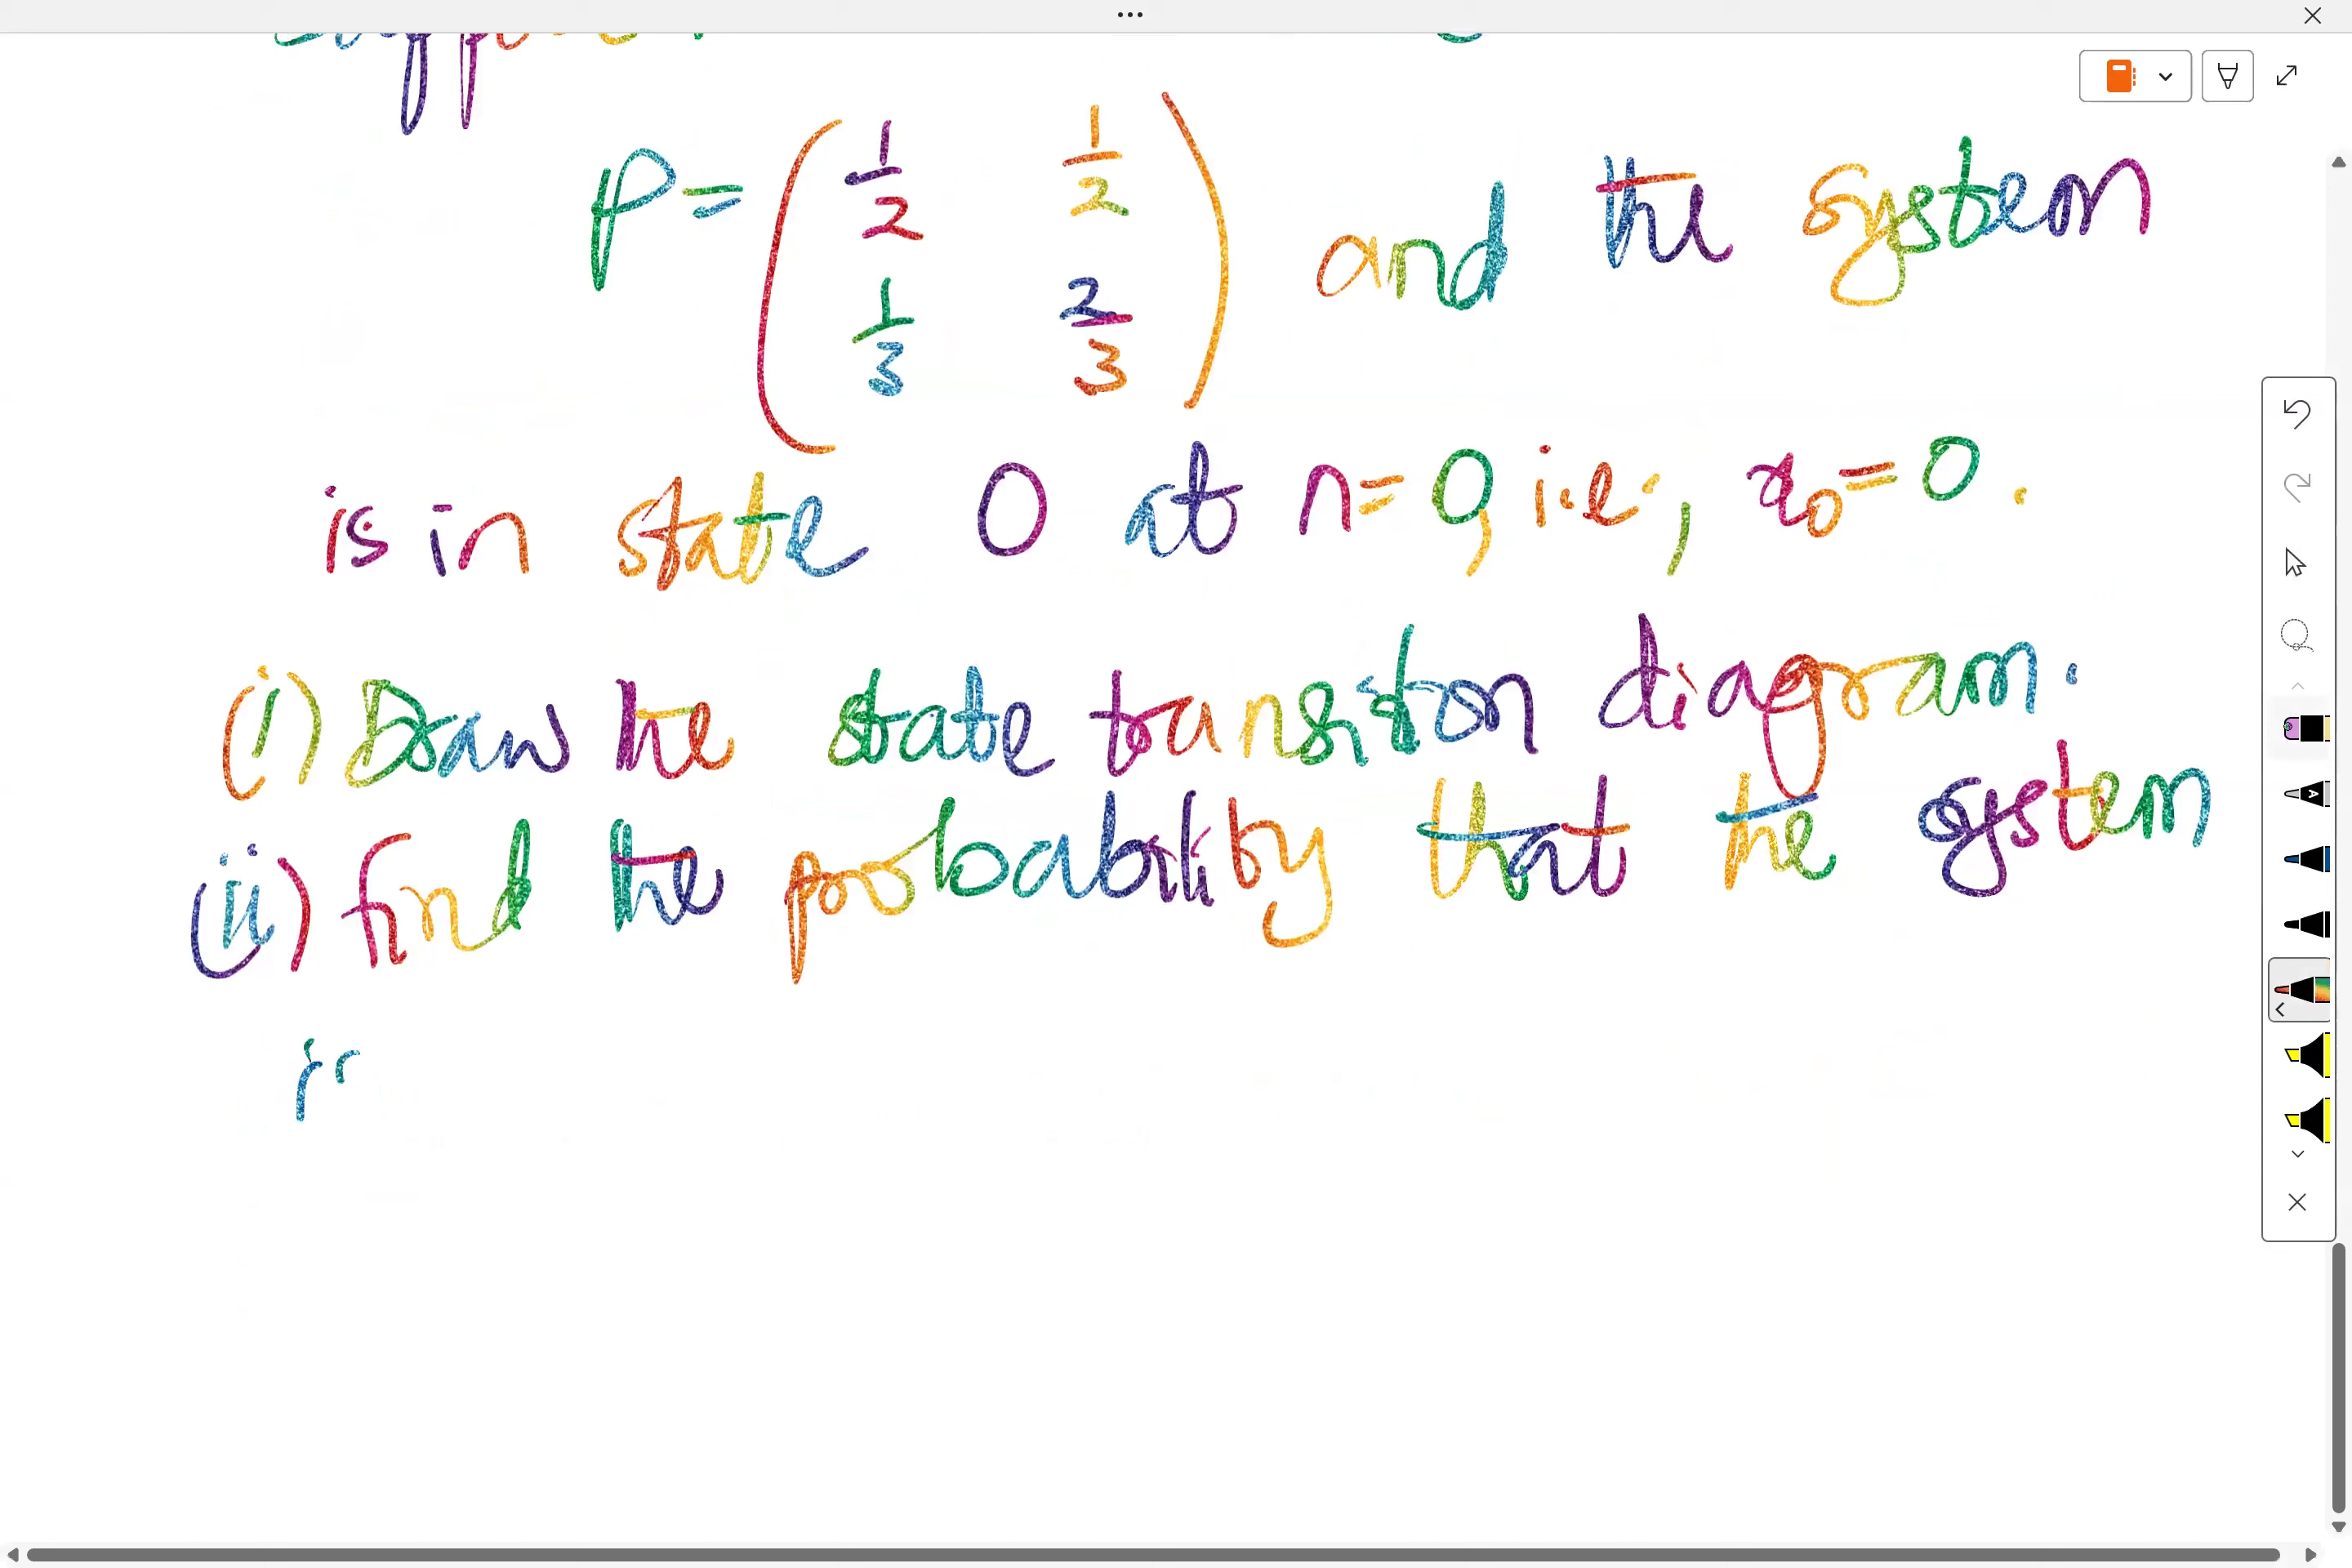 P = ( 1/2 1/2 and the system
1/3 2/3 )
is in state 0 at n = 0, i.e., x₀ = 0.
(i) Draw the state transition diagram.
(ii) find the probability that the system